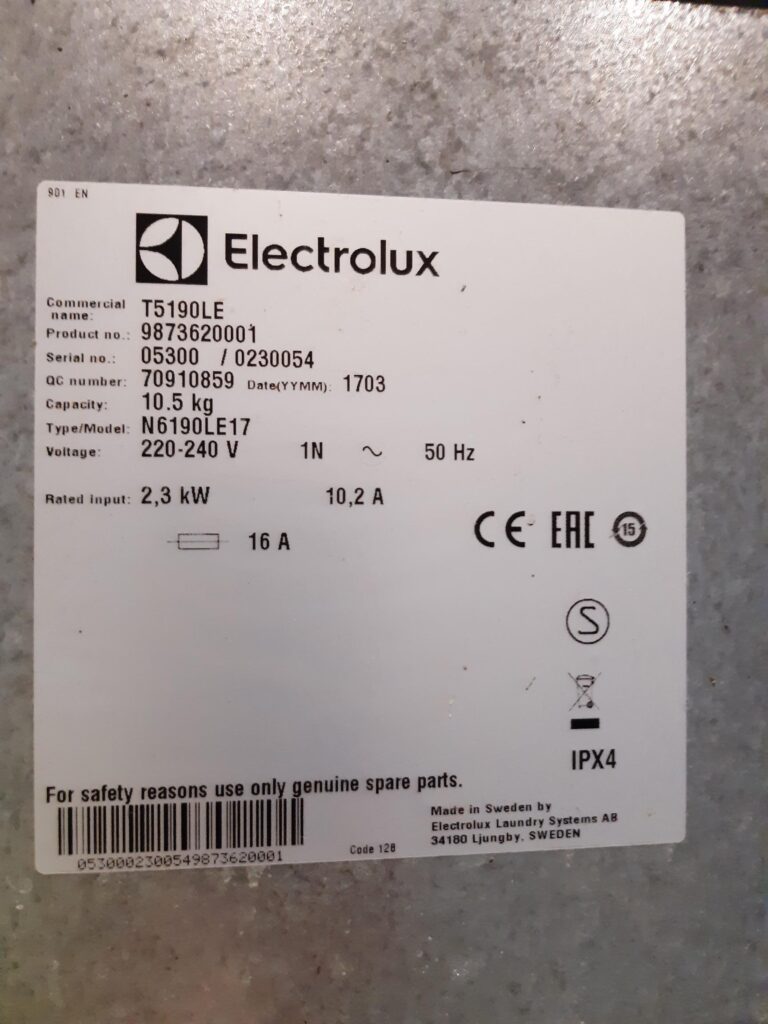 901 EN
Electrolux
Commercial name: T5190LE
Product no.: 9873620001
Serial no.: 05300 / 0230054
QC number: 70910859 Date(YYMM): 1703
Capacity: 10.5 kg
Type/Model: N6190LE17
Voltage: 220-240 V 1N ~ 50 Hz
Rated input: 2,3 kW 10,2 A
16 A
CE EAC 15
S
IPX4
For safety reasons use only genuine spare parts.
0530002300549873620001
Code 128
Made in Sweden by
Electrolux Laundry Systems AB
34180 Ljungby, SWEDEN